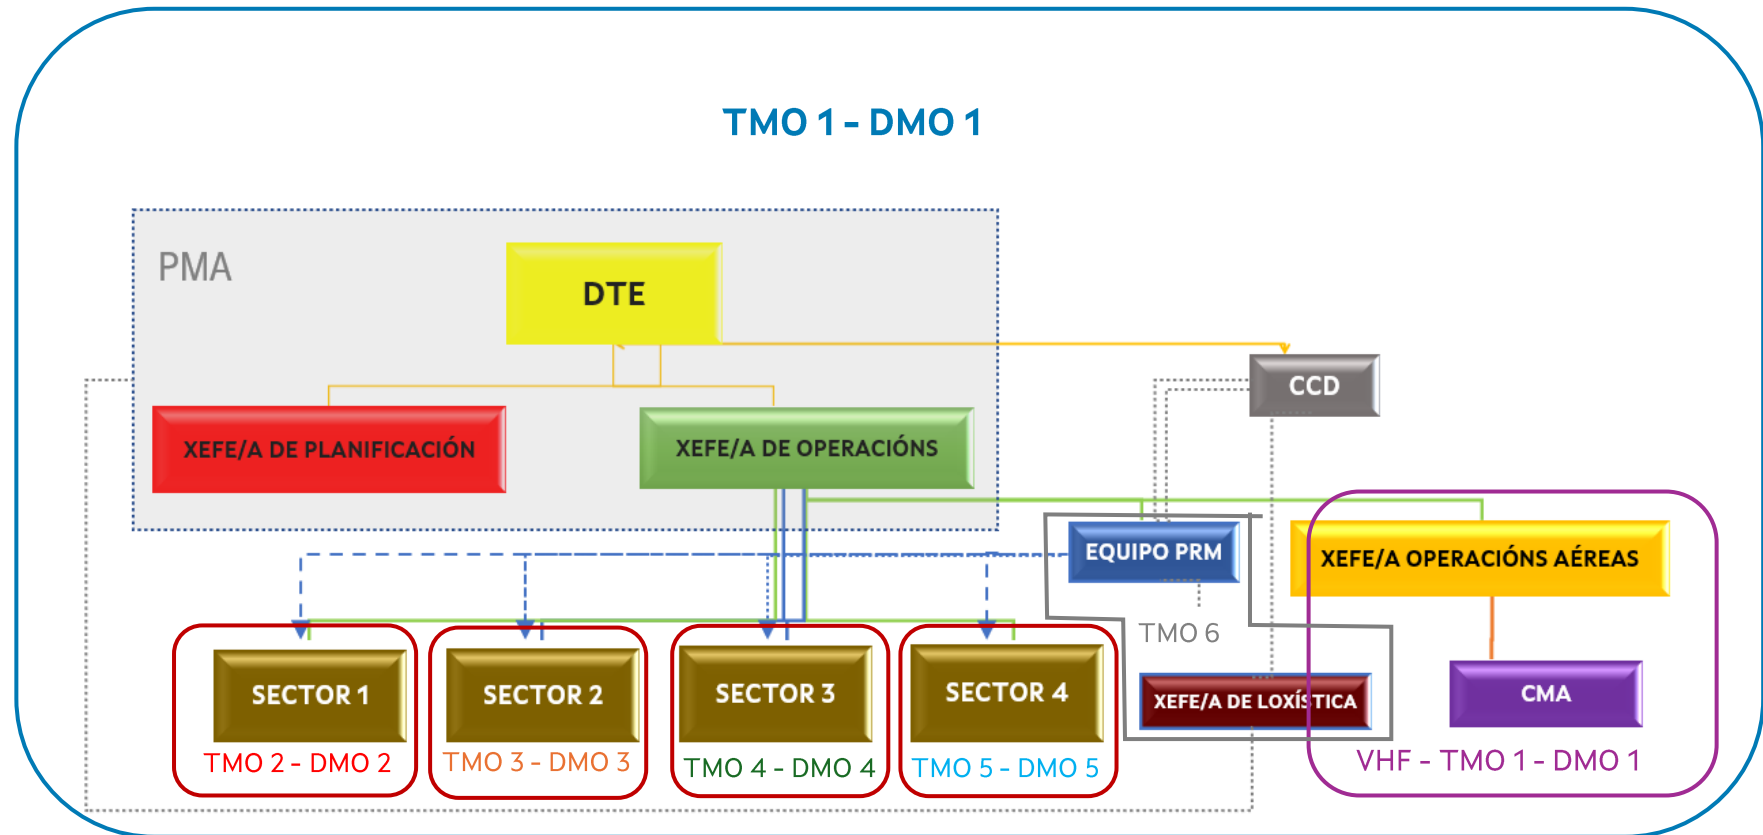 TMO 1 - DMO 1
PMA
DTE
CCD
XEFE/A DE PLANIFICACIÓN
XEFE/A DE OPERACIÓNS
EQUIPO PRM
XEFE/A OPERACIÓNS AÉREAS
TMO 6
SECTOR 1
SECTOR 2
SECTOR 3
SECTOR 4
XEFE/A DE LOXÍSTICA
CMA
TMO 2 - DMO 2
TMO 3 - DMO 3
TMO 4 - DMO 4
TMO 5 - DMO 5
VHF - TMO 1 - DMO 1